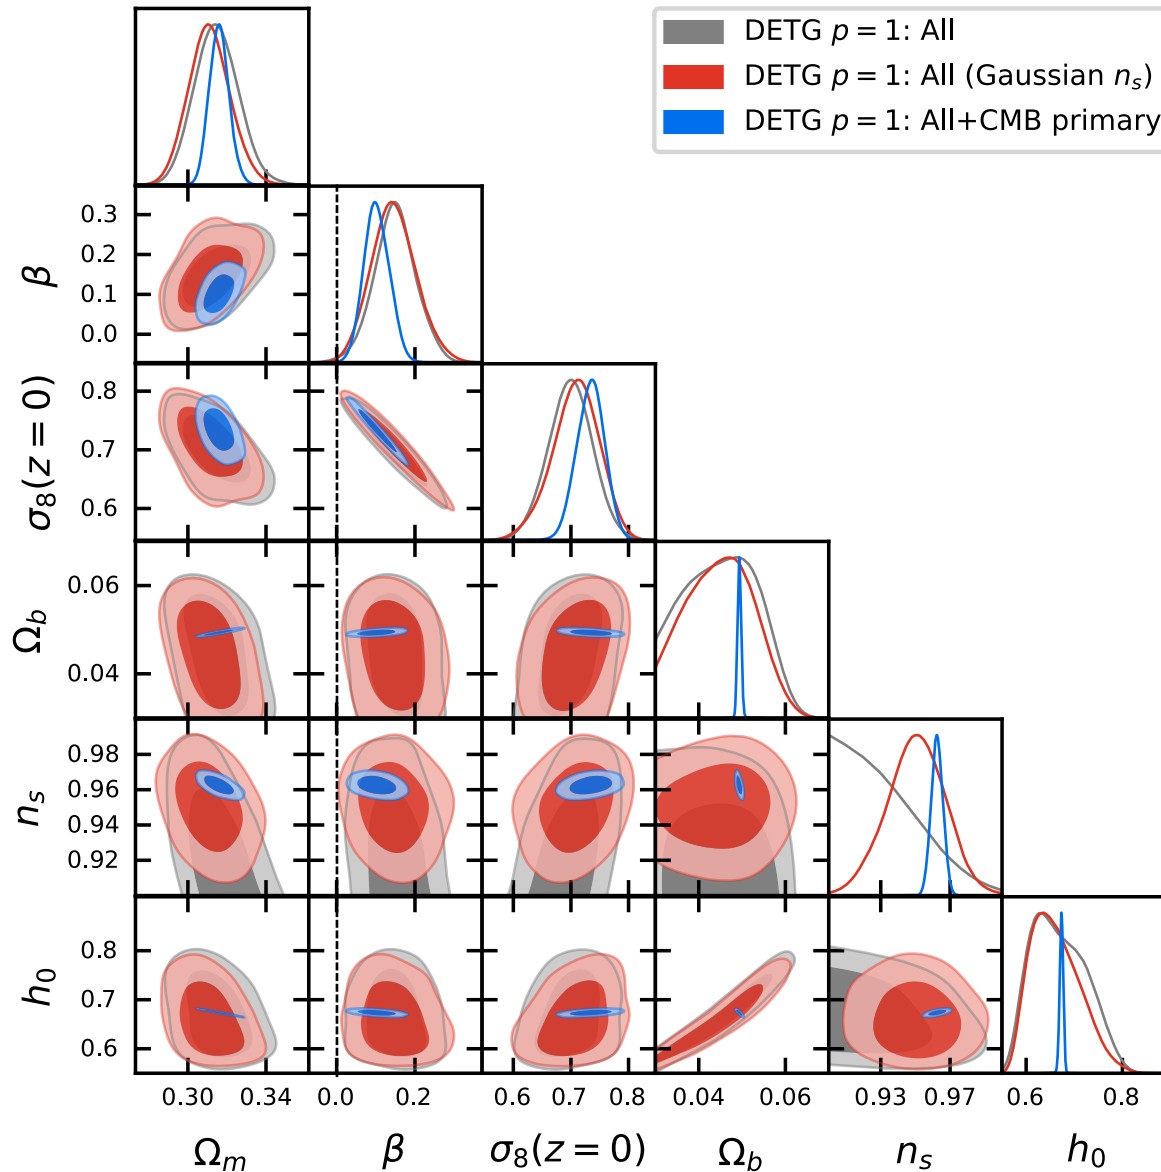 DETG p = 1: All
DETG p = 1: All (Gaussian n_s)
DETG p = 1: All+CMB primary
β
0.3
0.2
0.1
0.0
σ_8(z = 0)
0.8
0.7
0.6
Ω_b
0.06
0.04
n_s
0.98
0.96
0.94
0.92
h_0
0.8
0.7
0.6
0.30 0.34 0.0 0.2 0.6 0.7 0.8 0.04 0.06 0.93 0.97 0.6 0.8
Ω_m β σ_8(z = 0) Ω_b n_s h_0